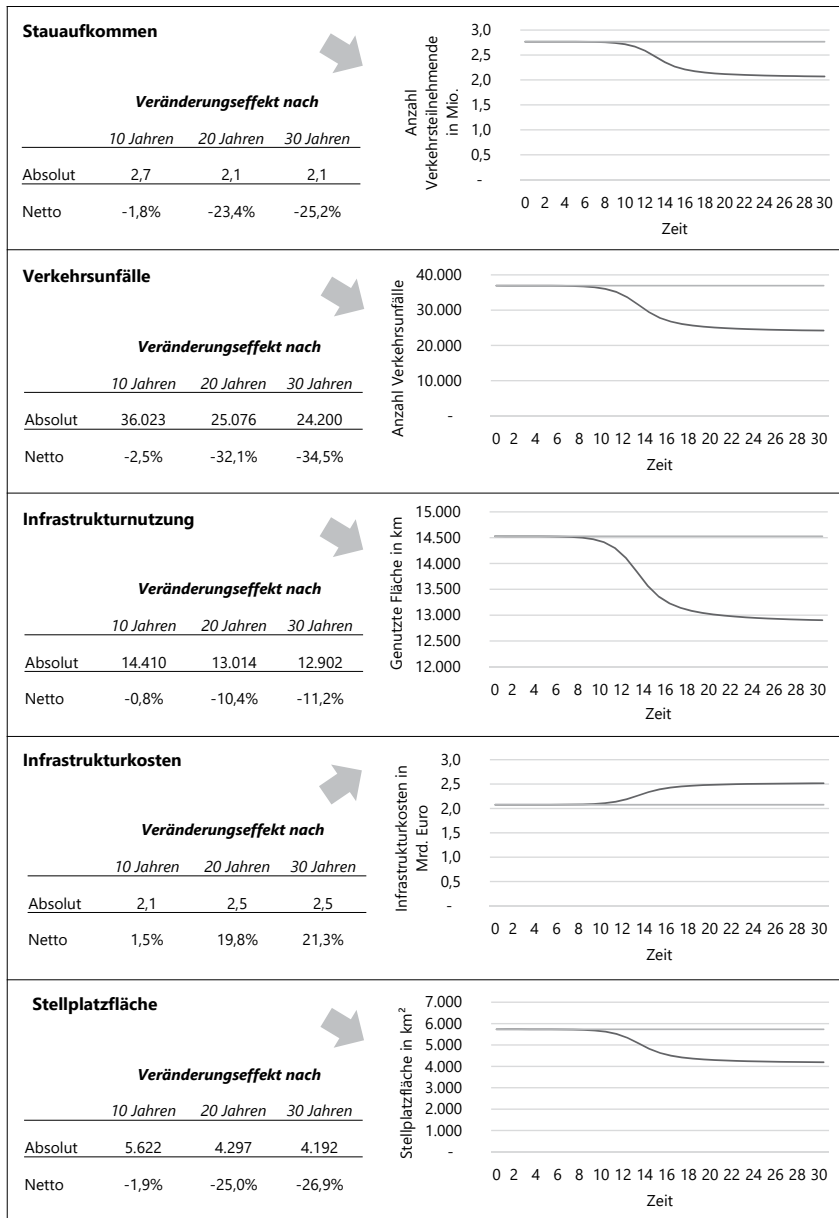 Stauaufkommen
Veränderungseffekt nach
10 Jahren 20 Jahren 30 Jahren
Absolut 2,7 2,1 2,1
Netto -1,8% -23,4% -25,2%
Anzahl
Verkehrsteilnehmende
in Mio.
3,0
2,5
2,0
1,5
1,0
0,5
-
0 2 4 6 8 10 12 14 16 18 20 22 24 26 28 30
Zeit
Verkehrsunfälle
Veränderungseffekt nach
10 Jahren 20 Jahren 30 Jahren
Absolut 36.023 25.076 24.200
Netto -2,5% -32,1% -34,5%
Anzahl Verkehrsunfälle
40.000
30.000
20.000
10.000
-
0 2 4 6 8 10 12 14 16 18 20 22 24 26 28 30
Zeit
Infrastrukturnutzung
Veränderungseffekt nach
10 Jahren 20 Jahren 30 Jahren
Absolut 14.410 13.014 12.902
Netto -0,8% -10,4% -11,2%
Genutzte Fläche in km
15.000
14.500
14.000
13.500
13.000
12.500
12.000
0 2 4 6 8 10 12 14 16 18 20 22 24 26 28 30
Zeit
Infrastrukturkosten
Veränderungseffekt nach
10 Jahren 20 Jahren 30 Jahren
Absolut 2,1 2,5 2,5
Netto 1,5% 19,8% 21,3%
Infrastrukturkosten in
Mrd. Euro
3,0
2,5
2,0
1,5
1,0
0,5
-
0 2 4 6 8 10 12 14 16 18 20 22 24 26 28 30
Zeit
Stellplatzfläche
Veränderungseffekt nach
10 Jahren 20 Jahren 30 Jahren
Absolut 5.622 4.297 4.192
Netto -1,9% -25,0% -26,9%
Stellplatzfläche in km²
7.000
6.000
5.000
4.000
3.000
2.000
1.000
-
0 2 4 6 8 10 12 14 16 18 20 22 24 26 28 30
Zeit